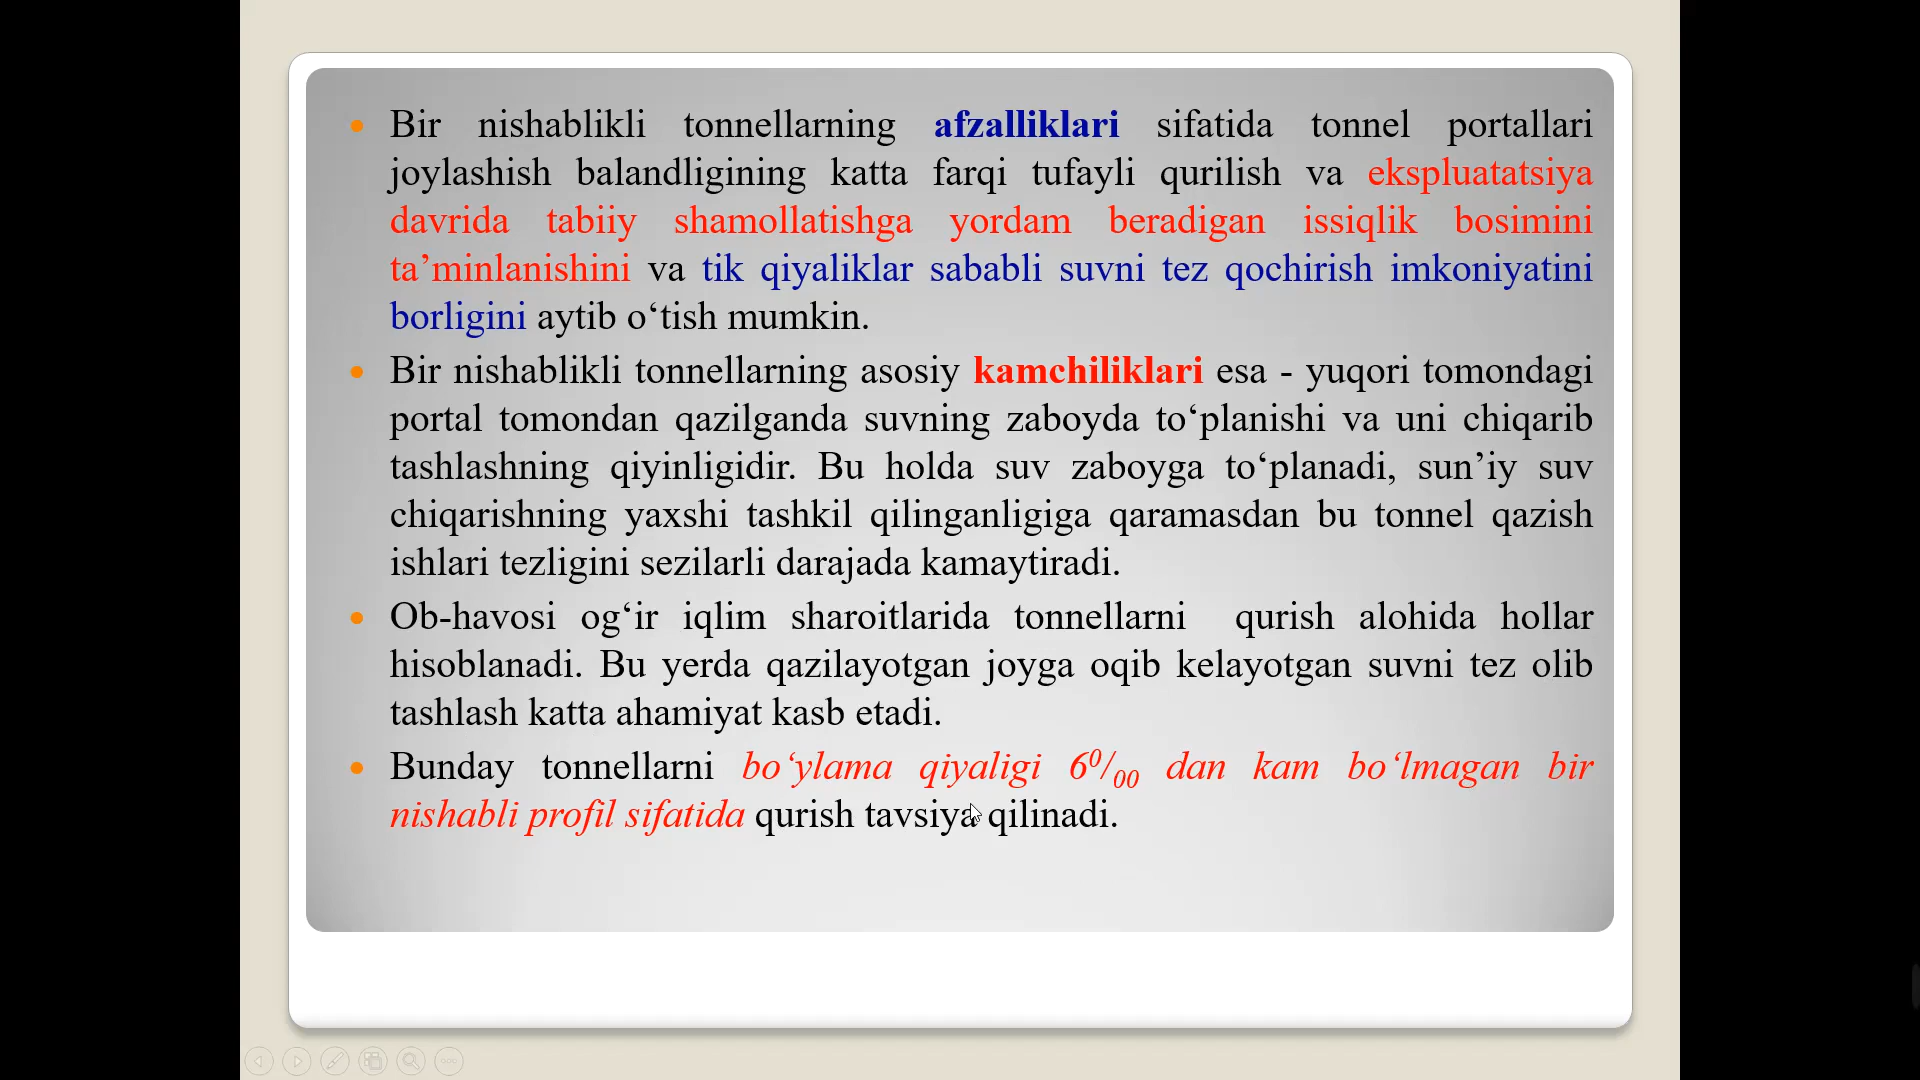 Bir nishablikli tonnellarning afzalliklari sifatida tonnel portallari
joylashish balandligining katta farqi tufayli qurilish va ekspluatatsiya
davrida tabiiy shamollatishga yordam beradigan issiqlik bosimini
ta’minlanishini va tik qiyaliklar sababli suvni tez qochirish imkoniyatini
borligini aytib o‘tish mumkin.
Bir nishablikli tonnellarning asosiy kamchiliklari esa - yuqori tomondagi
portal tomondan qazilganda suvning zaboyda to‘planishi va uni chiqarib
tashlashning qiyinligidir. Bu holda suv zaboyga to‘planadi, sun’iy suv
chiqarishning yaxshi tashkil qilinganligiga qaramasdan bu tonnel qazish
ishlari tezligini sezilarli darajada kamaytiradi.
Ob-havosi og‘ir iqlim sharoitlarida tonnellarni qurish alohida hollar
hisoblanadi. Bu yerda qazilayotgan joyga oqib kelayotgan suvni tez olib
tashlash katta ahamiyat kasb etadi.
Bunday tonnellarni bo‘ylama qiyaligi 6⁰/₀₀ dan kam bo‘lmagan bir
nishabli profil sifatida qurish tavsiya qilinadi.